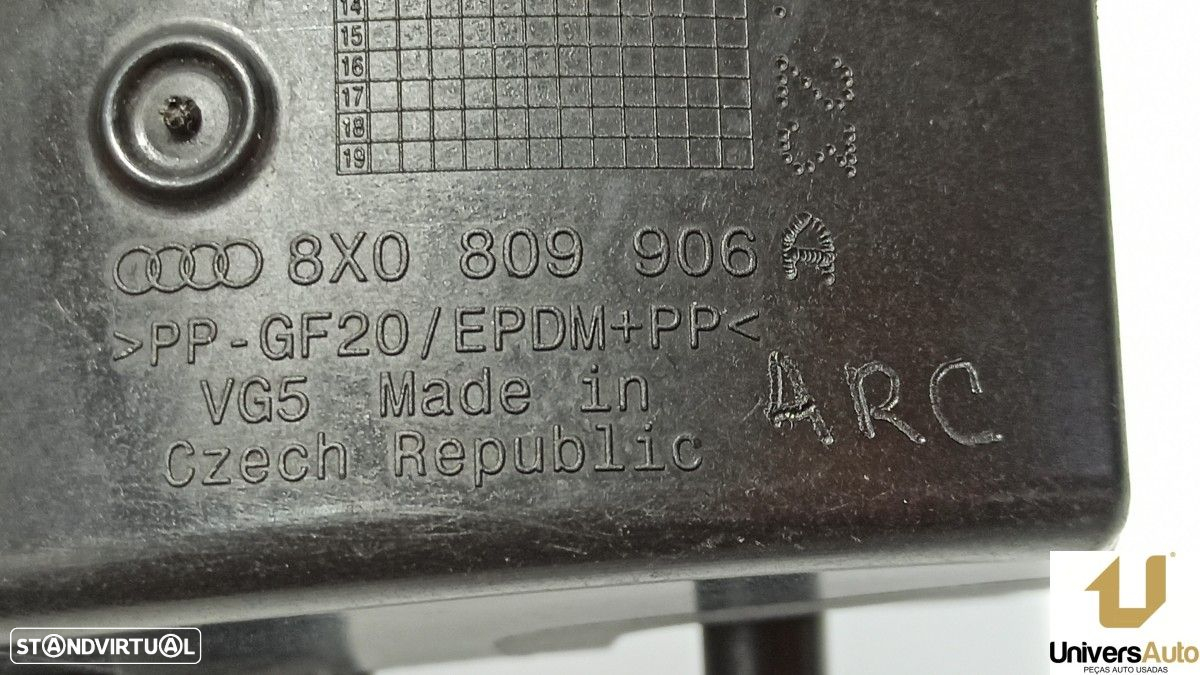 14
15
16
17
18
19
8X0 809 906 A
>PP-GF20/EPDM+PP<
VG5 Made in
Czech Republic
ARC
STANDVIRTUAL
UniversAuto
PEÇAS AUTO USADAS